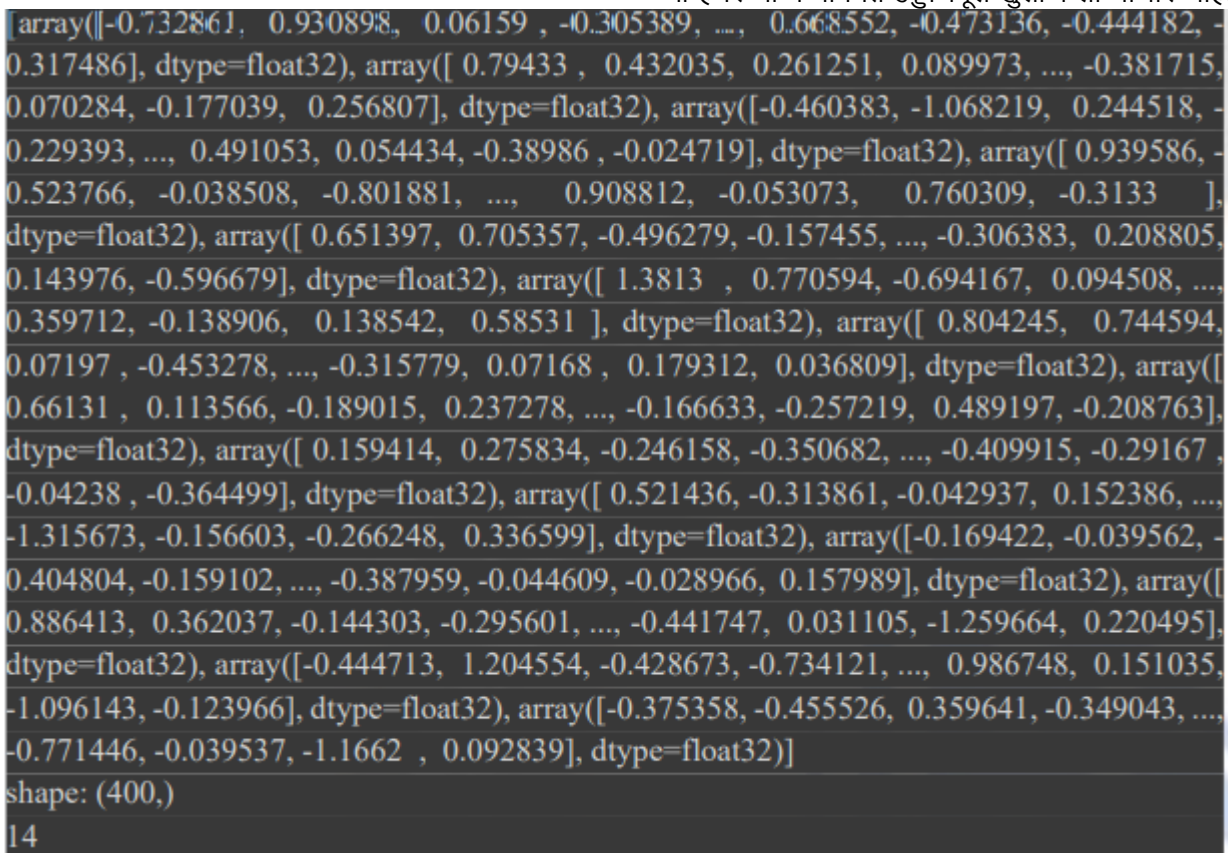 [array([-0.732861, 0.930898, 0.06159 , -0.305389, ..., 0.668552, -0.473136, -0.444182, -
0.317486], dtype=float32), array([ 0.79433 , 0.432035, 0.261251, 0.089973, ..., -0.381715,
0.070284, -0.177039, 0.256807], dtype=float32), array([-0.460383, -1.068219, 0.244518, -
0.229393, ..., 0.491053, 0.054434, -0.38986 , -0.024719], dtype=float32), array([ 0.939586, -
0.523766, -0.038508, -0.801881, ..., 0.908812, -0.053073, 0.760309, -0.3133 ],
dtype=float32), array([ 0.651397, 0.705357, -0.496279, -0.157455, ..., -0.306383, 0.208805,
0.143976, -0.596679], dtype=float32), array([ 1.3813 , 0.770594, -0.694167, 0.094508, ...,
0.359712, -0.138906, 0.138542, 0.58531 ], dtype=float32), array([ 0.804245, 0.744594,
0.07197 , -0.453278, ..., -0.315779, 0.07168 , 0.179312, 0.036809], dtype=float32), array([
0.66131 , 0.113566, -0.189015, 0.237278, ..., -0.166633, -0.257219, 0.489197, -0.208763],
dtype=float32), array([ 0.159414, 0.275834, -0.246158, -0.350682, ..., -0.409915, -0.29167 ,
-0.04238 , -0.364499], dtype=float32), array([ 0.521436, -0.313861, -0.042937, 0.152386, ...,
-1.315673, -0.156603, -0.266248, 0.336599], dtype=float32), array([-0.169422, -0.039562, -
0.404804, -0.159102, ..., -0.387959, -0.044609, -0.028966, 0.157989], dtype=float32), array([
0.886413, 0.362037, -0.144303, -0.295601, ..., -0.441747, 0.031105, -1.259664, 0.220495],
dtype=float32), array([-0.444713, 1.204554, -0.428673, -0.734121, ..., 0.986748, 0.151035,
-1.096143, -0.123966], dtype=float32), array([-0.375358, -0.455526, 0.359641, -0.349043, ...,
-0.771446, -0.039537, -1.1662 , 0.092839], dtype=float32)]
shape: (400,)
14